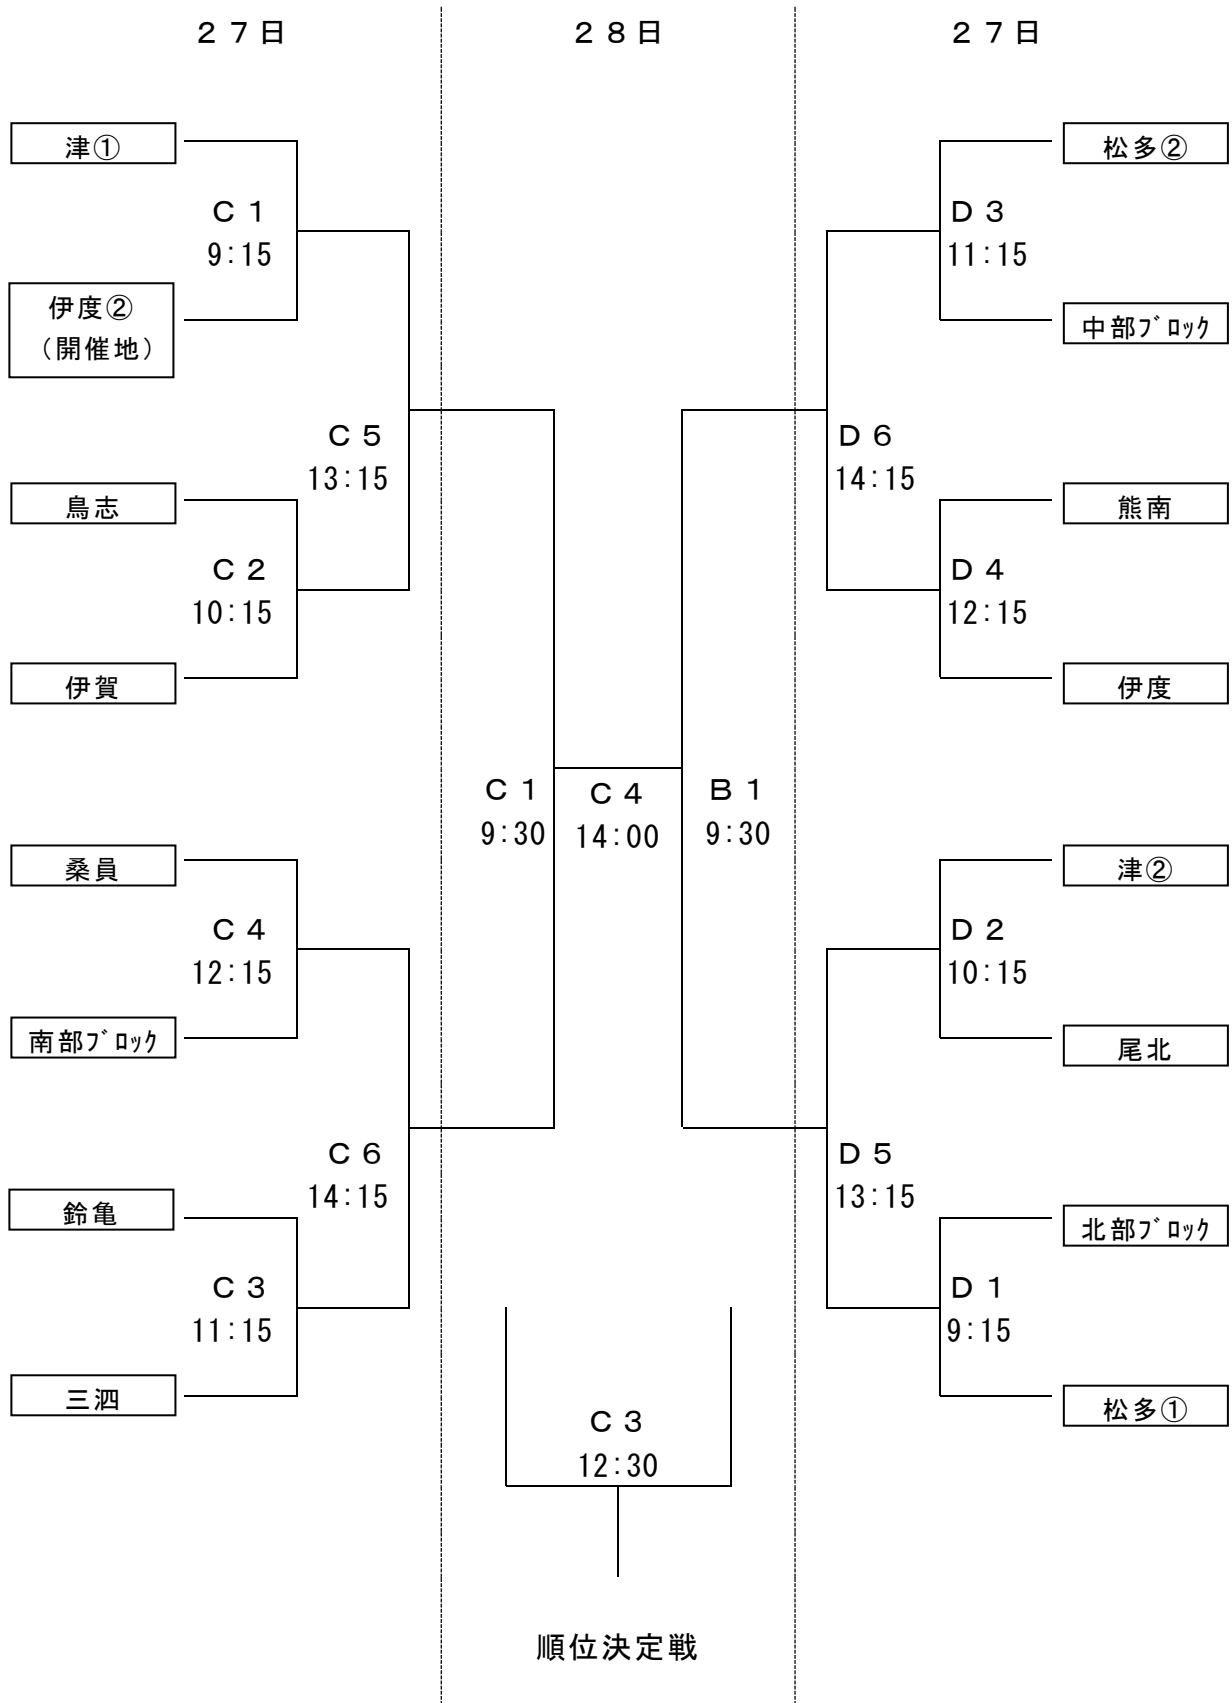 ２７日
２８日
２７日
津①
松多②
Ｃ１
9:15
Ｄ３
11:15
伊度②
（開催地）
中部ﾌﾞﾛｯｸ
Ｃ５
13:15
Ｄ６
14:15
鳥志
熊南
Ｃ２
10:15
Ｄ４
12:15
伊賀
伊度
Ｃ１
9:30
Ｃ４
14:00
Ｂ１
9:30
桑員
津②
Ｃ４
12:15
Ｄ２
10:15
南部ﾌﾞﾛｯｸ
尾北
Ｃ６
14:15
Ｄ５
13:15
鈴亀
北部ﾌﾞﾛｯｸ
Ｃ３
11:15
Ｄ１
9:15
三泗
松多①
Ｃ３
12:30
順位決定戦